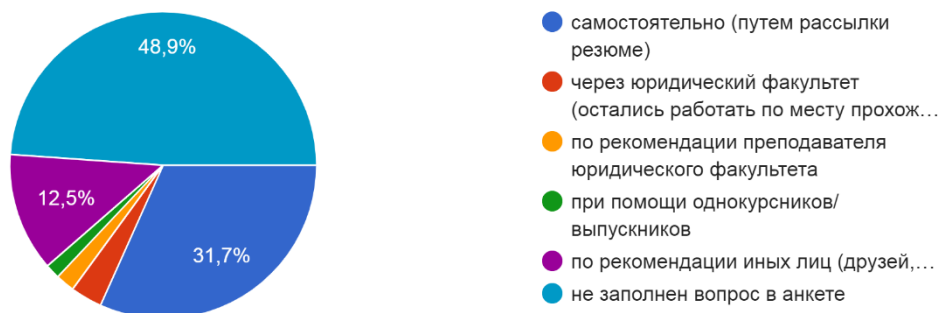 48,9%
12,5%
31,7%
самостоятельно (путем рассылки
резюме)
через юридический факультет
(остались работать по месту прохож…
по рекомендации преподавателя
юридического факультета
при помощи однокурсников/
выпускников
по рекомендации иных лиц (друзей,…
не заполнен вопрос в анкете